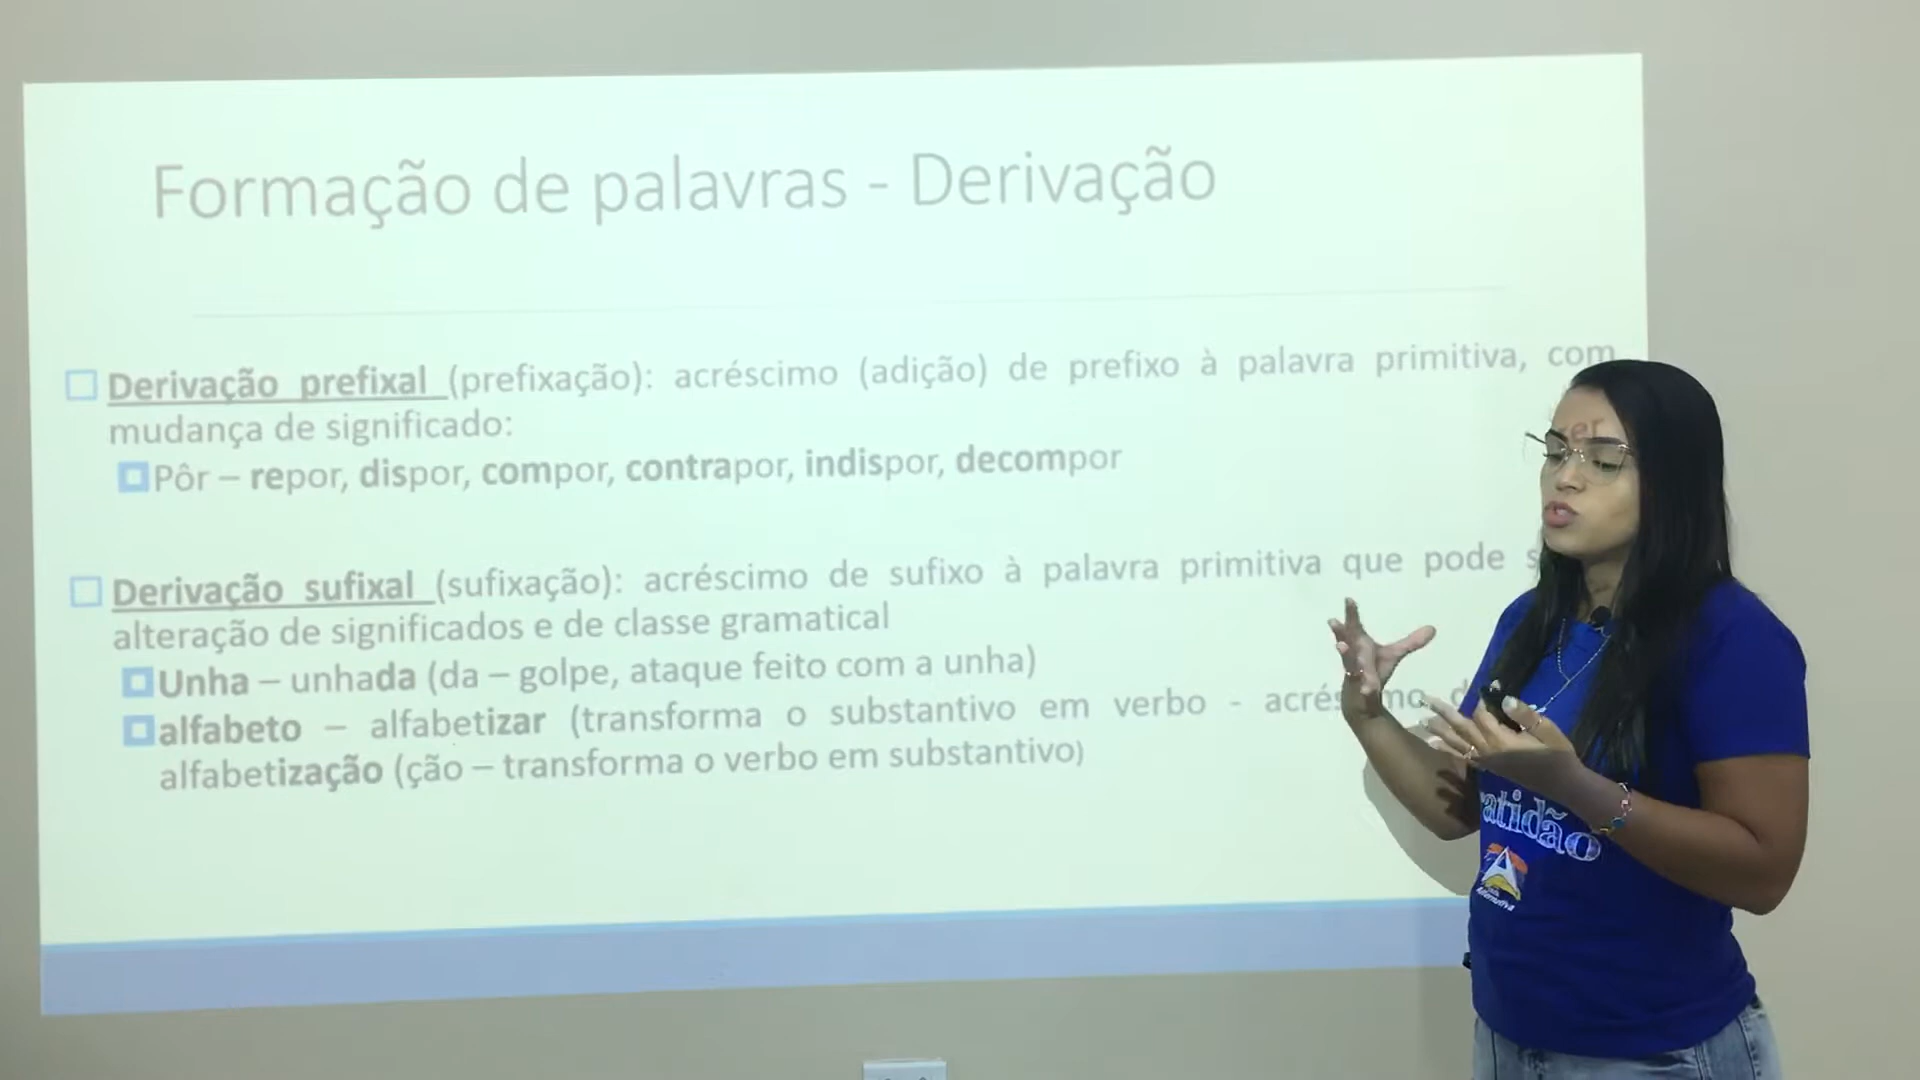 Formação de palavras - Derivação
Derivação prefixal (prefixação): acréscimo (adição) de prefixo à palavra primitiva, com
mudança de significado:
Pôr – repor, dispor, compor, contrapor, indispor, decompor
Derivação sufixal (sufixação): acréscimo de sufixo à palavra primitiva que pode
alteração de significados e de classe gramatical
Unha – unhada (da – golpe, ataque feito com a unha)
alfabeto – alfabetizar (transforma o substantivo em verbo - acréscimo
alfabetização (ção – transforma o verbo em substantivo)
ratidão